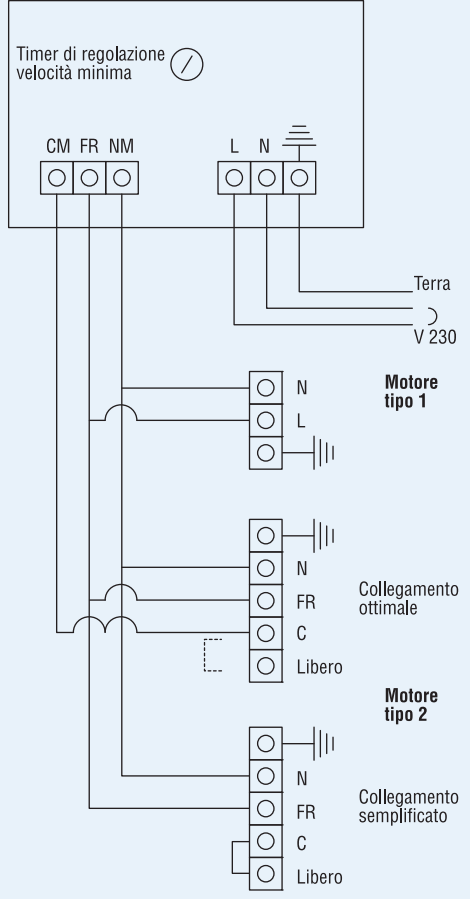 Timer di regolazione
velocità minima
CM FR NM
L N
Terra
V 230
N
L
Motore
tipo 1
N
FR
C
Libero
Collegamento
ottimale
Motore
tipo 2
N
FR
C
Libero
Collegamento
semplificato